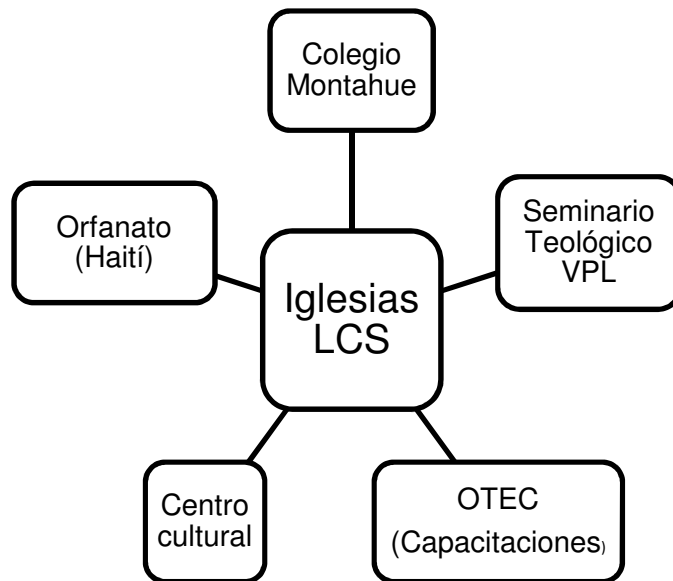 Colegio
Montahue
Orfanato
(Haití)
Seminario
Teológico
VPL
Iglesias
LCS
Centro
cultural
OTEC
(Capacitaciones)